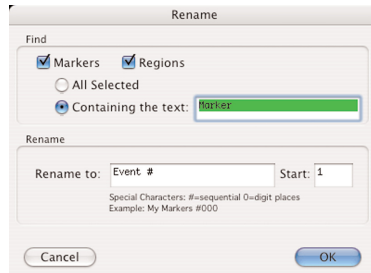 Rename
Find
Markers Regions
All Selected
Containing the text: Marker
Rename
Rename to: Event # Start: 1
Special Characters: #=sequential 0=digit places
Example: My Markers #000
Cancel OK